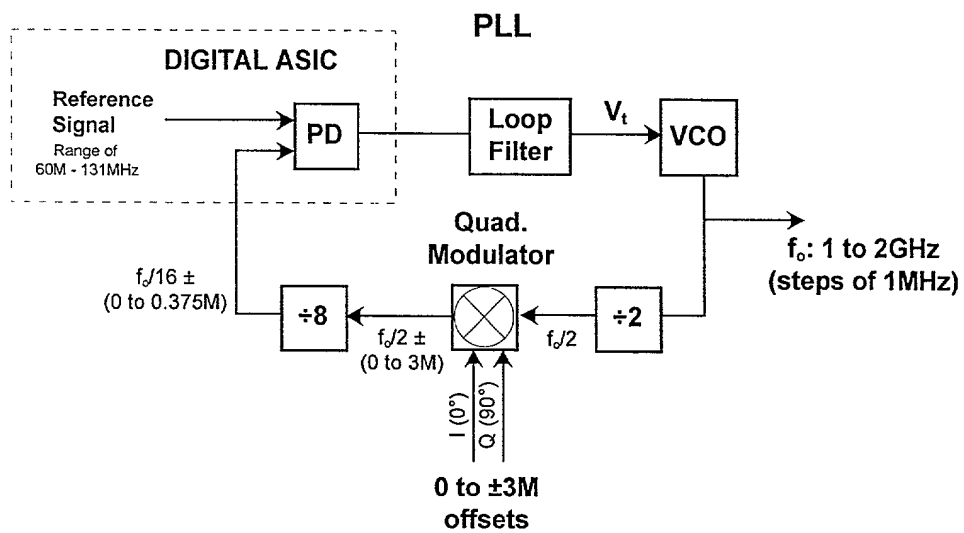 PLL
DIGITAL ASIC
Reference
Signal
Range of
60M - 131MHz
PD
Loop
Filter
Vt
VCO
fo: 1 to 2GHz
(steps of 1MHz)
Quad.
Modulator
fo/16 ±
(0 to 0.375M)
÷8
fo/2 ±
(0 to 3M)
fo/2
÷2
I (0°)
Q (90°)
0 to ±3M
offsets